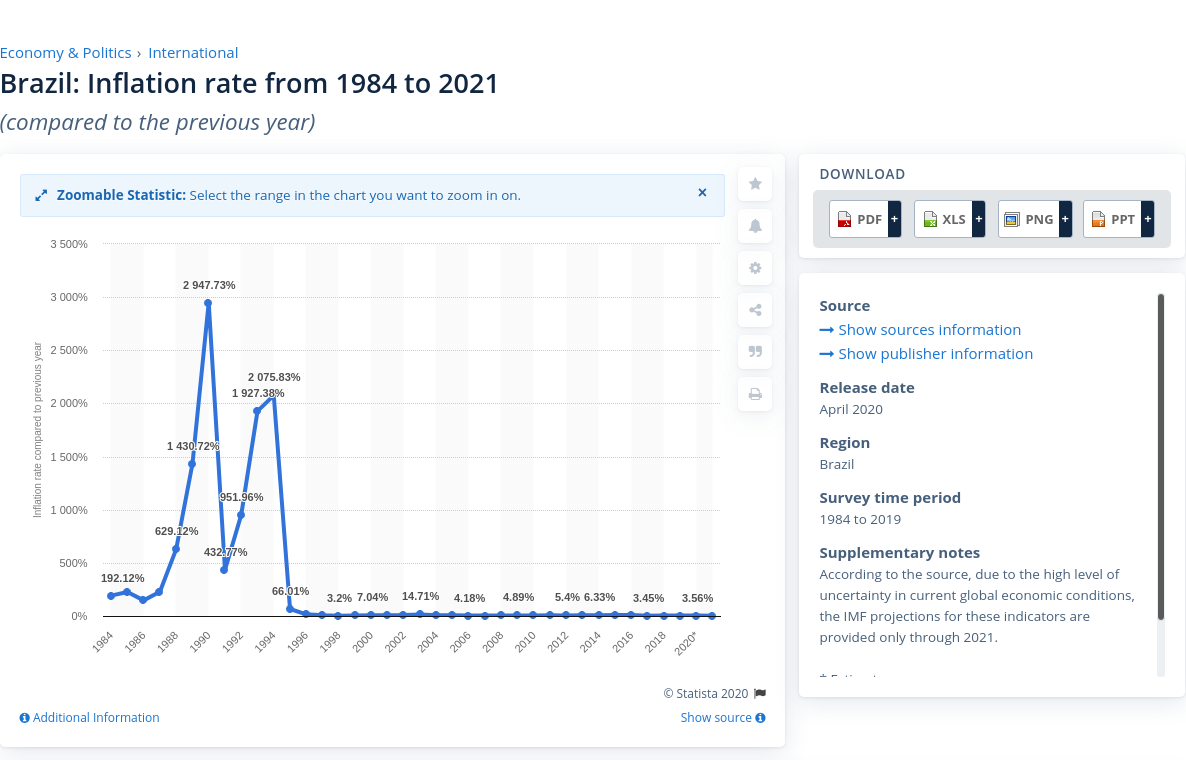 Economy & Politics › International
Brazil: Inflation rate from 1984 to 2021
(compared to the previous year)
Zoomable Statistic: Select the range in the chart you want to zoom in on.
×
3 500%
3 000%
2 500%
2 000%
1 500%
1 000%
500%
0%
Inflation rate compared to previous year
192.12%
629.12%
1 430.72%
2 947.73%
432.77%
951.96%
1 927.38%
2 075.83%
66.01%
3.2%
7.04%
14.71%
4.18%
4.89%
5.4%
6.33%
3.45%
3.56%
1984
1986
1988
1990
1992
1994
1996
1998
2000
2002
2004
2006
2008
2010
2012
2014
2016
2018
2020*
© Statista 2020
Additional Information
Show source
DOWNLOAD
PDF + XLS + PNG + PPT +
Source
Show sources information
Show publisher information
Release date
April 2020
Region
Brazil
Survey time period
1984 to 2019
Supplementary notes
According to the source, due to the high level of
uncertainty in current global economic conditions,
the IMF projections for these indicators are
provided only through 2021.